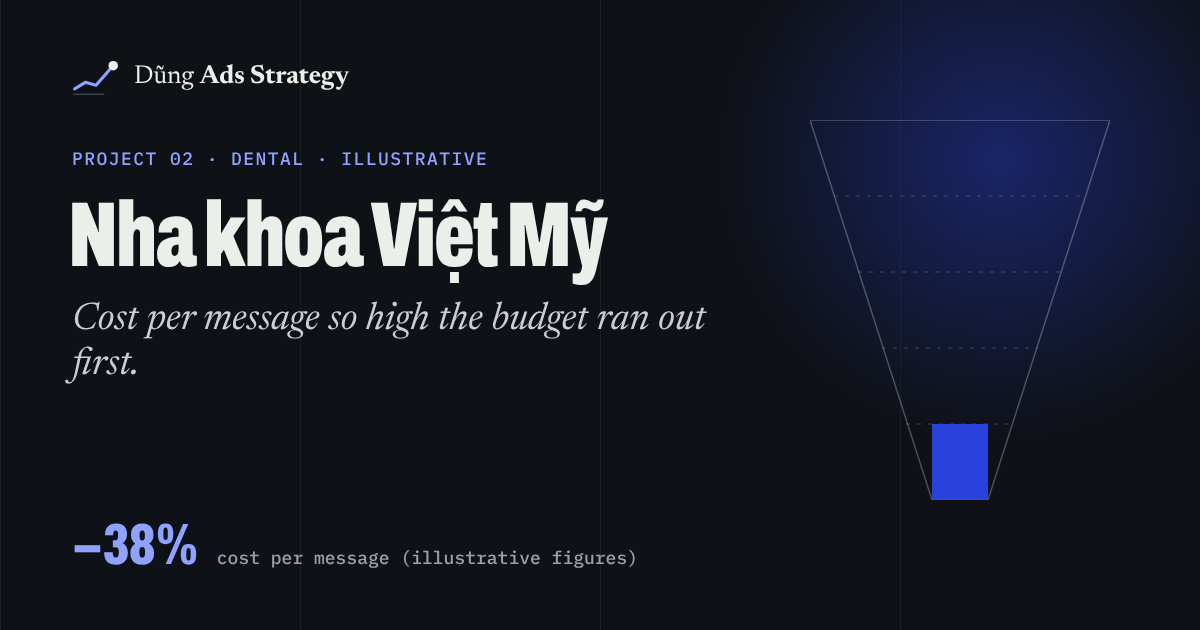 Dũng Ads Strategy
PROJECT 02 · DENTAL · ILLUSTRATIVE
Nha khoa Việt Mỹ
Cost per message so high the budget ran out
first.
–38% cost per message (illustrative figures)